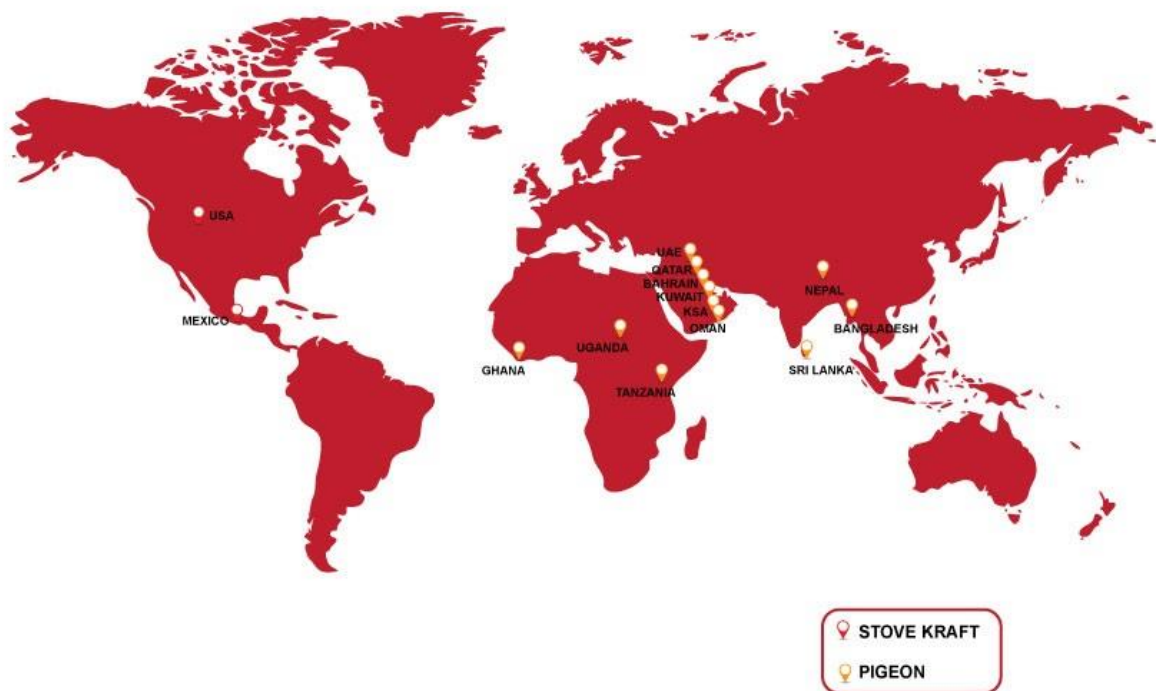 USA
MEXICO
UAE
QATAR
BAHRAIN
KUWAIT
KSA
OMAN
NEPAL
BANGLADESH
UGANDA
GHANA
TANZANIA
SRI LANKA
STOVE KRAFT
PIGEON